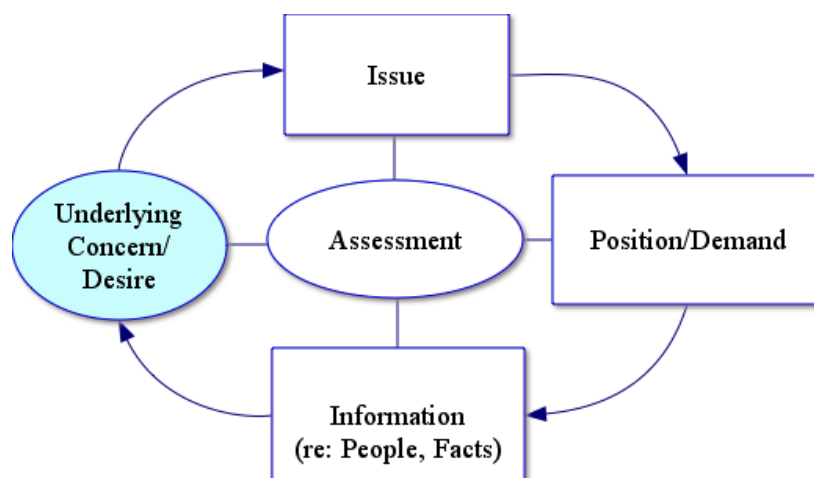 Issue
Underlying
Concern/
Desire
Assessment
Position/Demand
Information
(re: People, Facts)